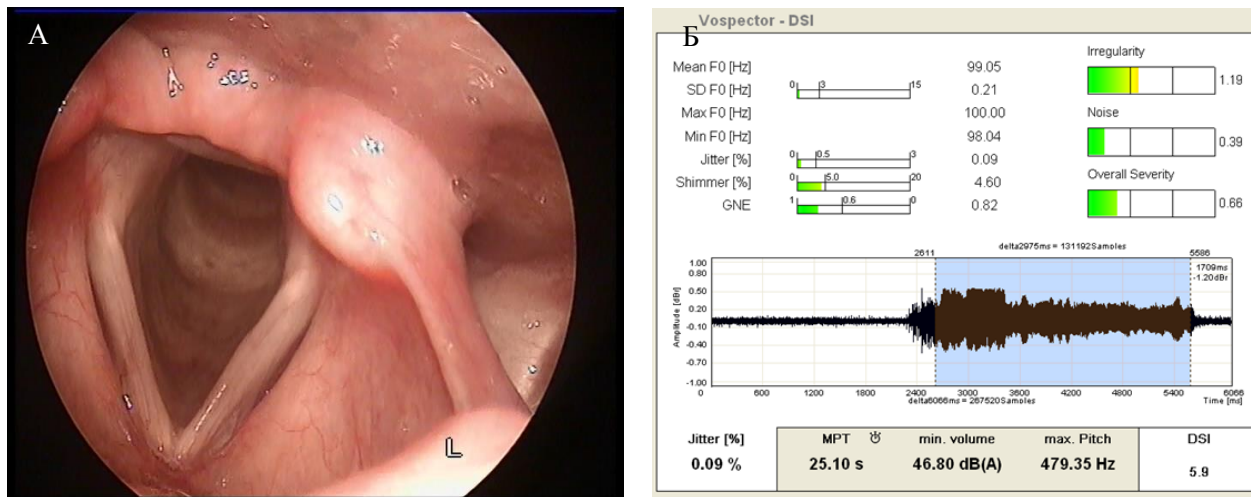 А
L
Vospector - DSI
Б
Mean F0 [Hz] 99.05
SD F0 [Hz] 0 3 15 0.21
Max F0 [Hz] 100.00
Min F0 [Hz] 98.04
Jitter [%] 0 0.5 3 0.09
Shimmer [%] 0 5.0 20 4.60
GNE 1 0.6 0 0.82
Irregularity
1.19
Noise
0.39
Overall Severity
0.66
delta2975ms = 131192Samples
2611 5586
1709ms
-1.20dBr
Amplitude [dBr]
1.00
0.80
0.50
0.20
-0.10
-0.40
-0.70
-1.00
0 600 1200 1800 2400 3000 3600 4200 4800 5400 6066
delta6066ms = 267520Samples
Time [ms]
Jitter [%] MPT min. volume max. Pitch DSI
0.09 % 25.10 s 46.80 dB(A) 479.35 Hz 5.9